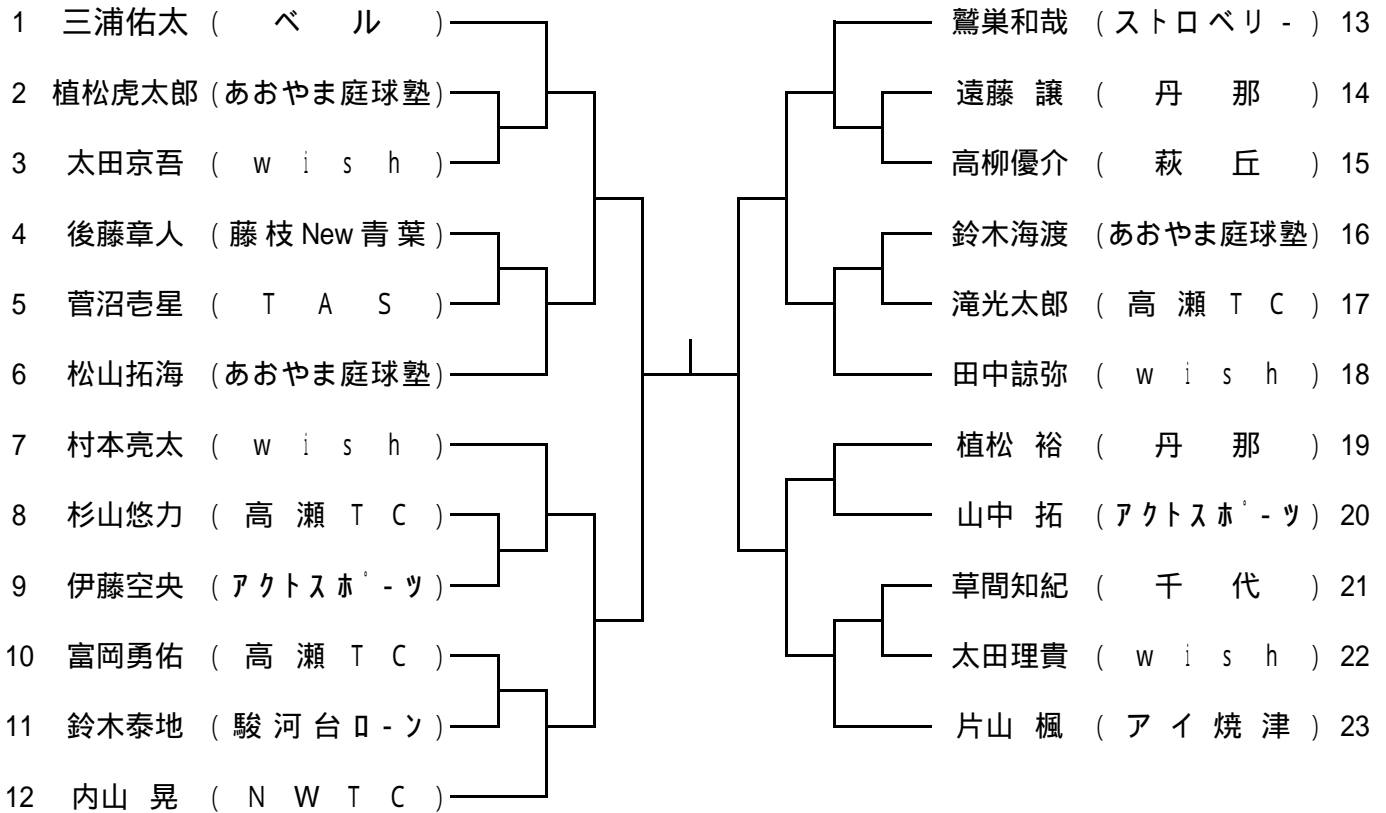 1 三浦佑太 ( ベ ル )
2 植松虎太郎 (あおやま庭球塾)
3 太田京吾 ( w i s h )
4 後藤章人 ( 藤 枝 New 青 葉 )
5 菅沼壱星 ( T A S )
6 松山拓海 (あおやま庭球塾)
7 村本亮太 ( w i s h )
8 杉山悠力 ( 高 瀬 T C )
9 伊藤空央 ( アクトスポ-ツ )
10 富岡勇佑 ( 高 瀬 T C )
11 鈴木泰地 ( 駿 河 台 ロ - ン )
12 内山 晃 ( N W T C )
鷲巣和哉 ( ストロベリ - ) 13
遠藤 譲 ( 丹 那 ) 14
高柳優介 ( 萩 丘 ) 15
鈴木海渡 (あおやま庭球塾) 16
滝光太郎 ( 高 瀬 T C ) 17
田中諒弥 ( w i s h ) 18
植松 裕 ( 丹 那 ) 19
山中 拓 ( アクトスポ-ツ ) 20
草間知紀 ( 千 代 ) 21
太田理貴 ( w i s h ) 22
片山 楓 ( ア イ 焼 津 ) 23